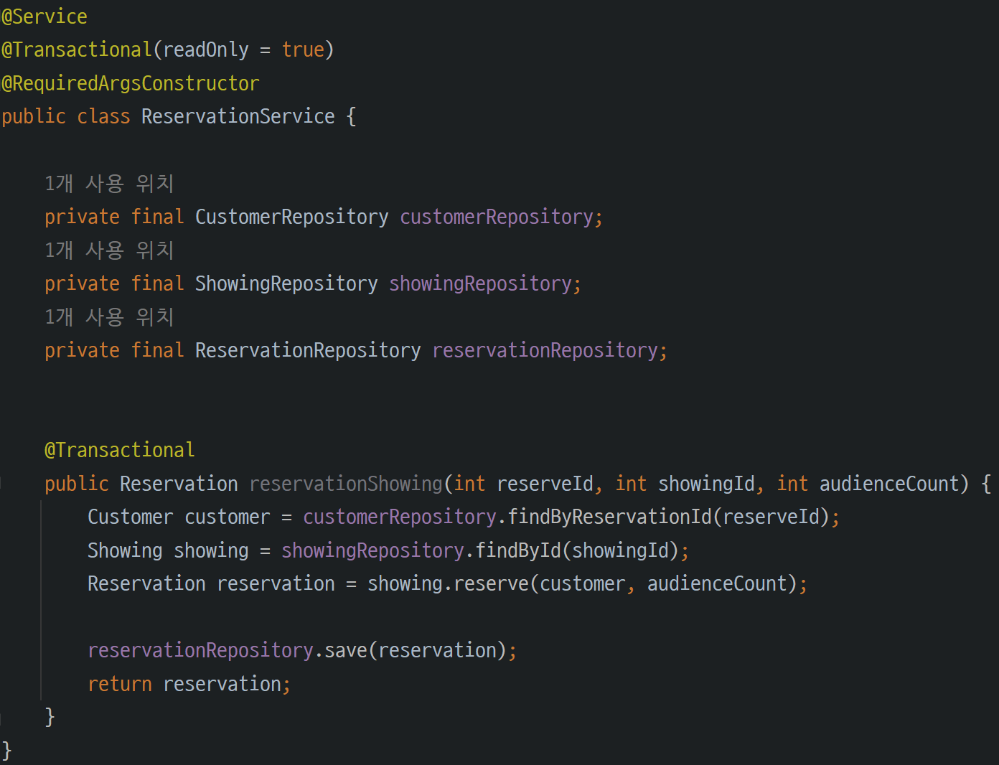 @Service
@Transactional(readOnly = true)
@RequiredArgsConstructor
public class ReservationService {
1개 사용 위치
private final CustomerRepository customerRepository;
1개 사용 위치
private final ShowingRepository showingRepository;
1개 사용 위치
private final ReservationRepository reservationRepository;
@Transactional
public Reservation reservationShowing(int reserveId, int showingId, int audienceCount) {
Customer customer = customerRepository.findByReservationId(reserveId);
Showing showing = showingRepository.findById(showingId);
Reservation reservation = showing.reserve(customer, audienceCount);
reservationRepository.save(reservation);
return reservation;
}
}